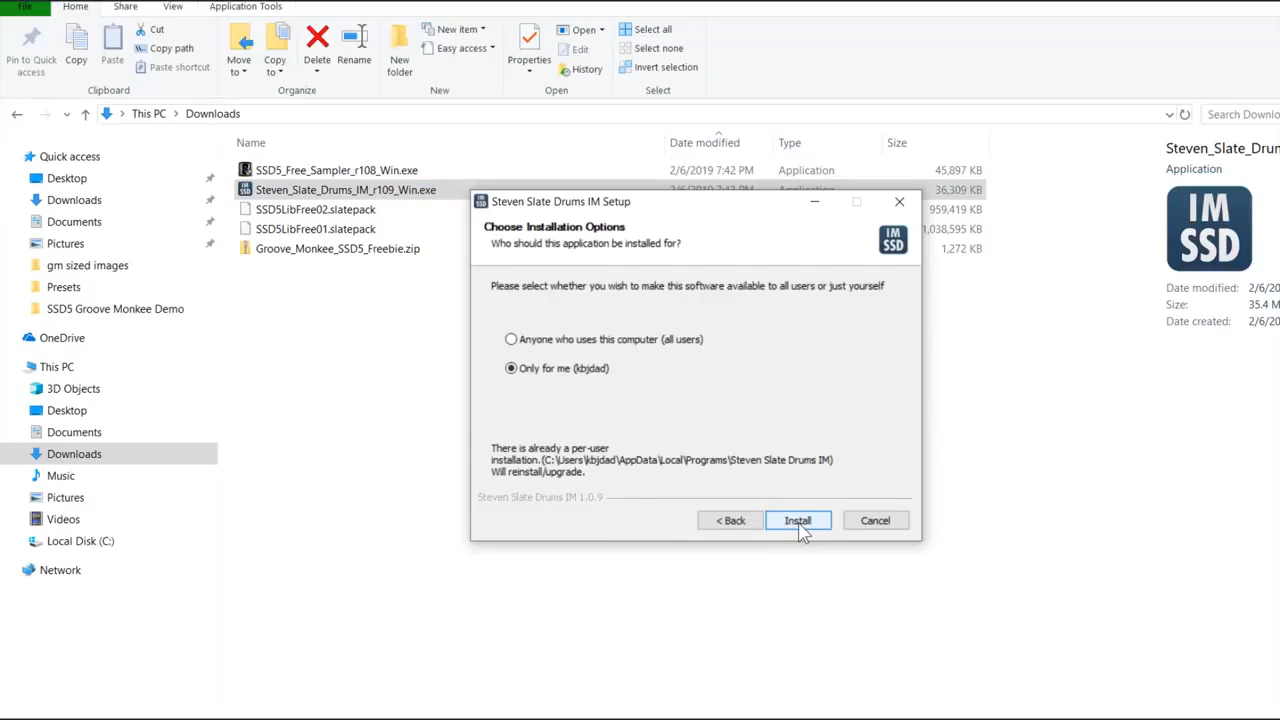 File Home Share View Application Tools
Pin to Quick access
Copy
Paste
Cut
Copy path
Paste shortcut
Clipboard
Move to
Copy to
Delete
Rename
Organize
New folder
New item
Easy access
New
Properties
Open
Edit
History
Open
Select all
Select none
Invert selection
Select
This PC > Downloads
Search Downlo
Name Date modified Type Size
SSD5_Free_Sampler_r108_Win.exe 2/6/2019 7:42 PM Application 45,897 KB
Steven_Slate_Drums_IM_r109_Win.exe 36,309 KB
SSD5LibFree02.slatepack 959,419 KB
SSD5LibFree01.slatepack 1,038,595 KB
Groove_Monkee_SSD5_Freebie.zip 1,272 KB
Quick access
Desktop
Downloads
Documents
Pictures
gm sized images
Presets
SSD5 Groove Monkee Demo
OneDrive
This PC
3D Objects
Desktop
Documents
Downloads
Music
Pictures
Videos
Local Disk (C:)
Network
IM SSD Steven Slate Drums IM Setup
Choose Installation Options
Who should this application be installed for?
IM
SSD
Please select whether you wish to make this software available to all users or just yourself
Anyone who uses this computer (all users)
Only for me (kbjdad)
There is already a per-user
installation.(C:\Users\kbjdad\AppData\Local\Programs\Steven Slate Drums IM)
Will reinstall/upgrade.
Steven Slate Drums IM 1.0.9
< Back Install Cancel
Steven_Slate_Drum
Application
IM
SSD
Date modified: 2/6/20
Size: 35.4 M
Date created: 2/6/20